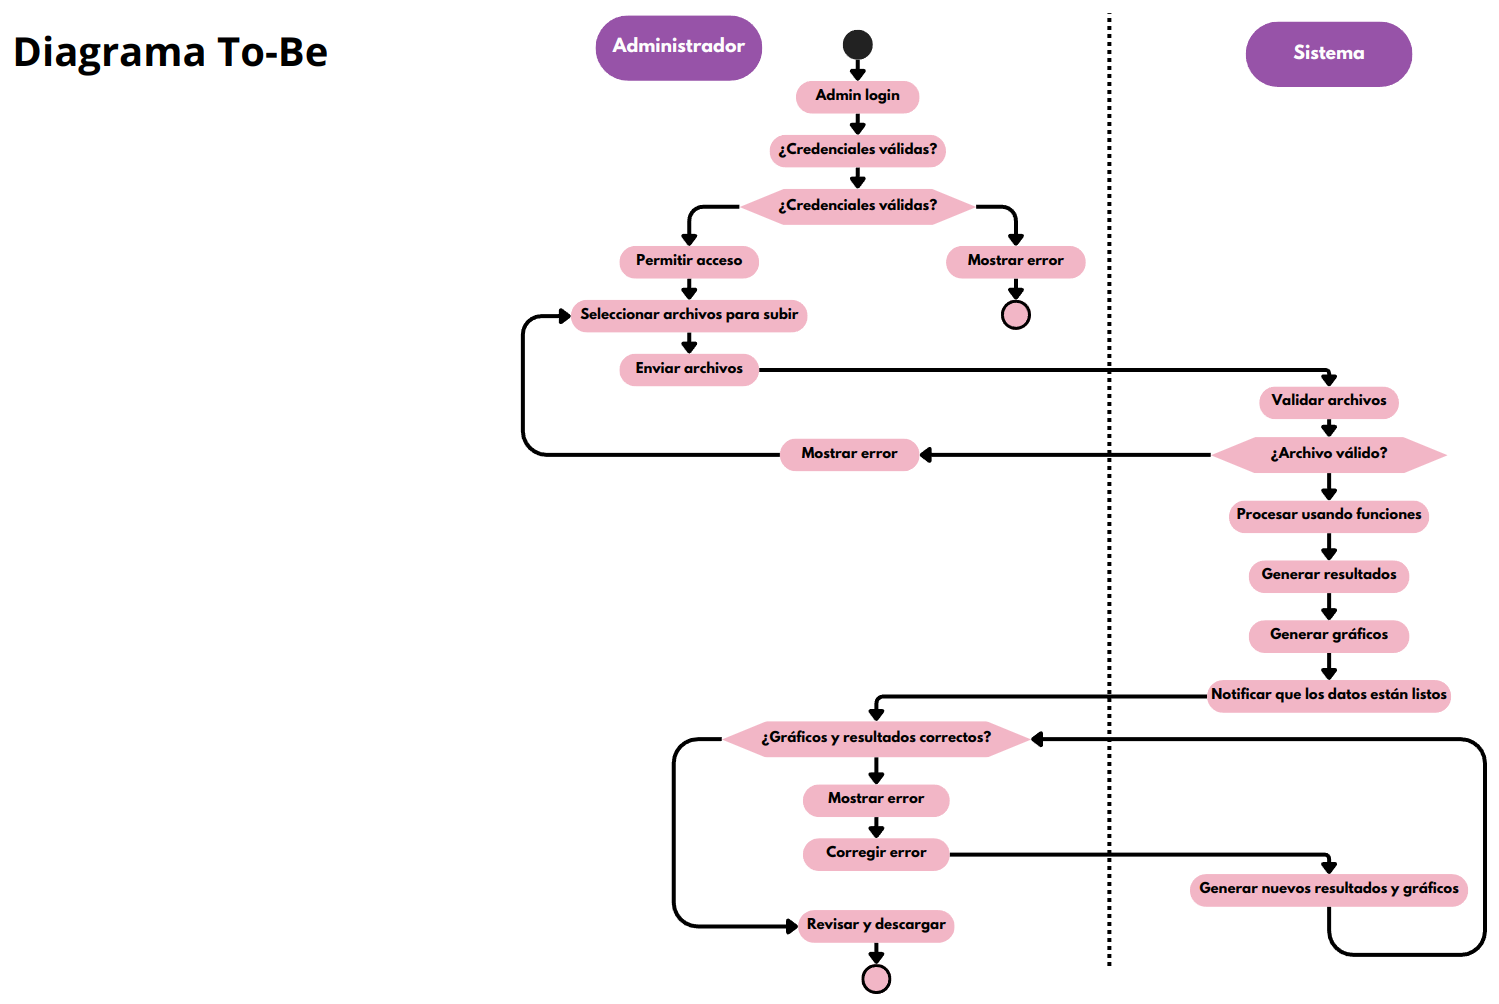 Diagrama To-Be
Administrador
Sistema
Admin login
¿Credenciales válidas?
¿Credenciales válidas?
Permitir acceso
Mostrar error
Seleccionar archivos para subir
Enviar archivos
Validar archivos
Mostrar error
¿Archivo válido?
Procesar usando funciones
Generar resultados
Generar gráficos
Notificar que los datos están listos
¿Gráficos y resultados correctos?
Mostrar error
Corregir error
Generar nuevos resultados y gráficos
Revisar y descargar